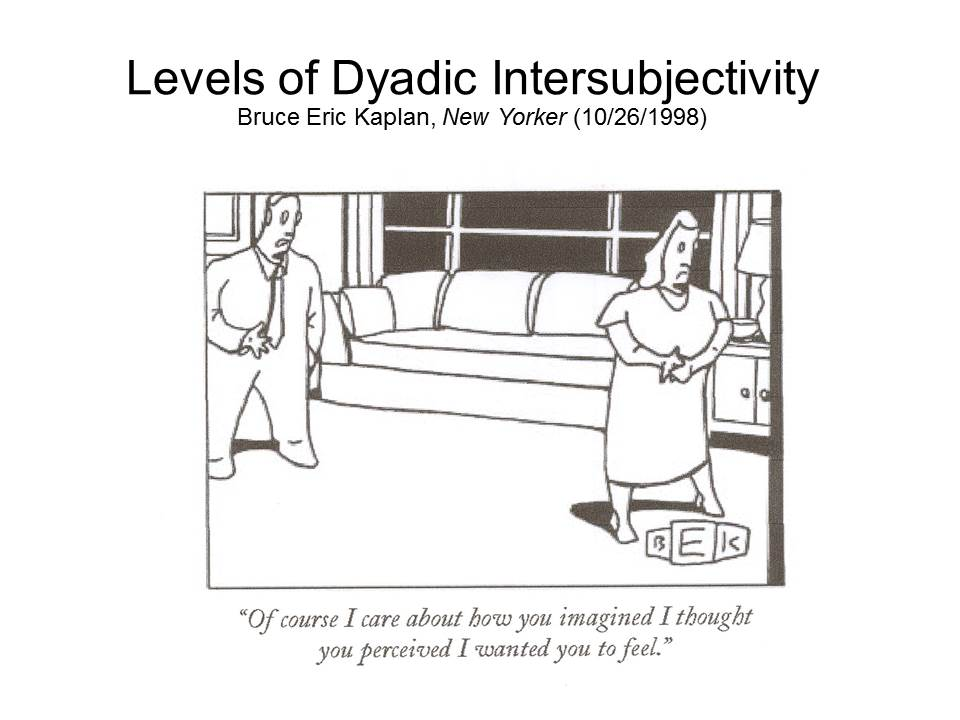 Levels of Dyadic Intersubjectivity
Bruce Eric Kaplan, New Yorker (10/26/1998)
BEK
“Of course I care about how you imagined I thought
you perceived I wanted you to feel.”